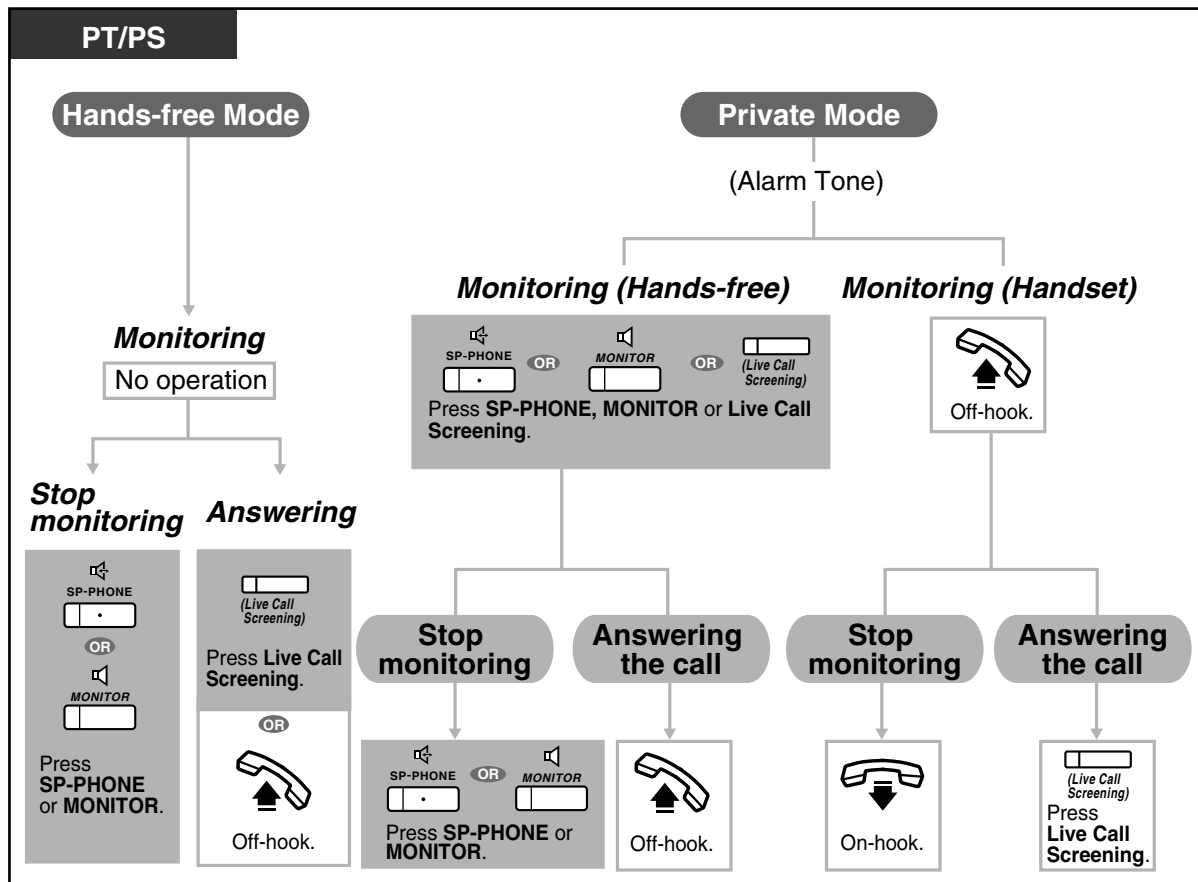 PT/PS
Hands-free Mode
Monitoring
No operation
Stop
monitoring
SP-PHONE
OR
MONITOR
Press
SP-PHONE
or MONITOR.
Answering
(Live Call
Screening)
Press Live Call
Screening.
OR
Off-hook.
Private Mode
(Alarm Tone)
Monitoring (Hands-free)
SP-PHONE
OR
MONITOR
OR
(Live Call
Screening)
Press SP-PHONE, MONITOR or Live Call
Screening.
Stop
monitoring
SP-PHONE
OR
MONITOR
Press SP-PHONE or
MONITOR.
Answering
the call
Off-hook.
Monitoring (Handset)
Off-hook.
Stop
monitoring
On-hook.
Answering
the call
(Live Call
Screening)
Press
Live Call
Screening.